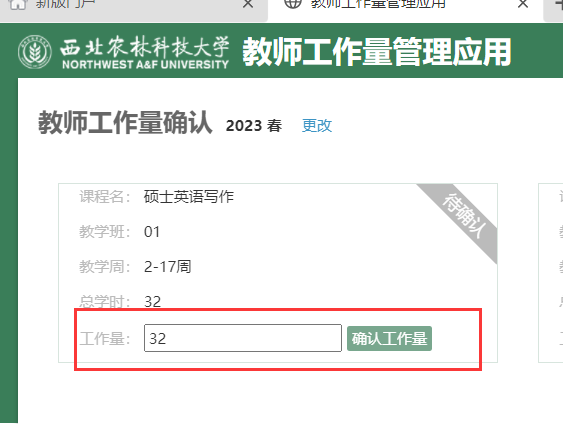 新版门户
教师工作量管理应用
西北农林科技大学
NORTHWEST A&F UNIVERSITY
教师工作量管理应用
教师工作量确认 2023 春 更改
待确认
课程名： 硕士英语写作
教学班： 01
教学周： 2-17周
总学时： 32
工作量： 32 确认工作量